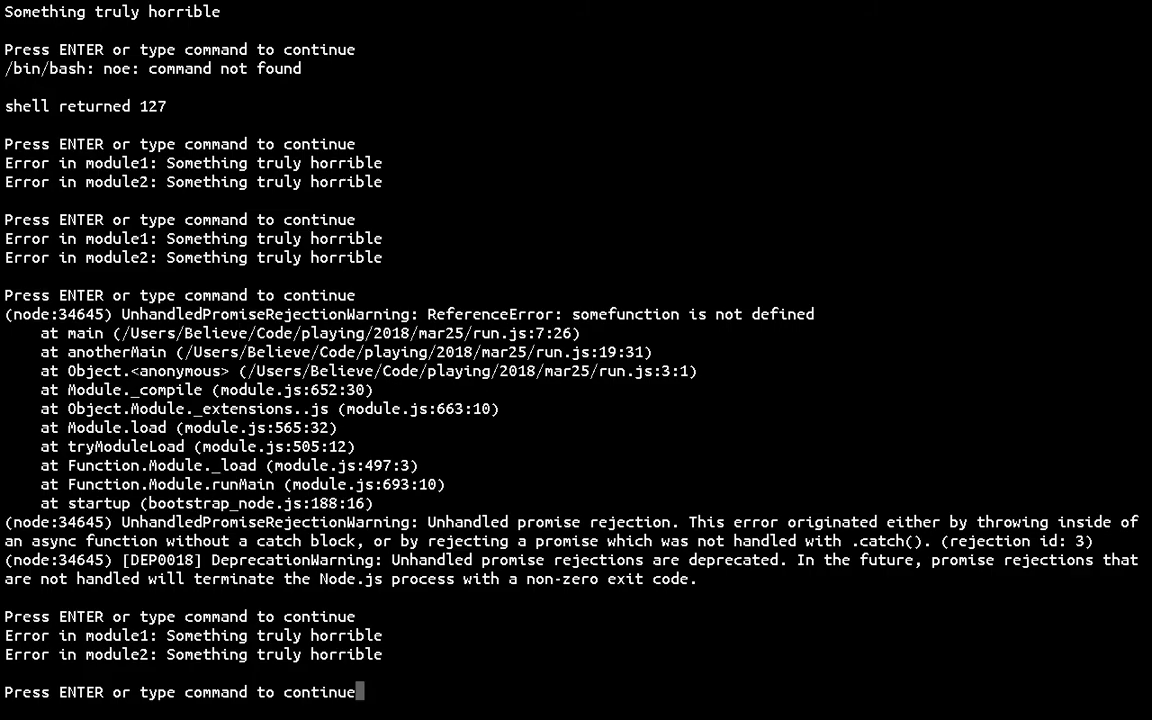 Something truly horrible
Press ENTER or type command to continue
/bin/bash: noe: command not found
shell returned 127
Press ENTER or type command to continue
Error in module1: Something truly horrible
Error in module2: Something truly horrible
Press ENTER or type command to continue
Error in module1: Something truly horrible
Error in module2: Something truly horrible
Press ENTER or type command to continue
(node:34645) UnhandledPromiseRejectionWarning: ReferenceError: somefunction is not defined
    at main (/Users/Believe/Code/playing/2018/mar25/run.js:7:26)
    at anotherMain (/Users/Believe/Code/playing/2018/mar25/run.js:19:31)
    at Object.<anonymous> (/Users/Believe/Code/playing/2018/mar25/run.js:3:1)
    at Module._compile (module.js:652:30)
    at Object.Module._extensions..js (module.js:663:10)
    at Module.load (module.js:565:32)
    at tryModuleLoad (module.js:505:12)
    at Function.Module._load (module.js:497:3)
    at Function.Module.runMain (module.js:693:10)
    at startup (bootstrap_node.js:188:16)
(node:34645) UnhandledPromiseRejectionWarning: Unhandled promise rejection. This error originated either by throwing inside of
an async function without a catch block, or by rejecting a promise which was not handled with .catch(). (rejection id: 3)
(node:34645) [DEP0018] DeprecationWarning: Unhandled promise rejections are deprecated. In the future, promise rejections that
are not handled will terminate the Node.js process with a non-zero exit code.
Press ENTER or type command to continue
Error in module1: Something truly horrible
Error in module2: Something truly horrible
Press ENTER or type command to continue